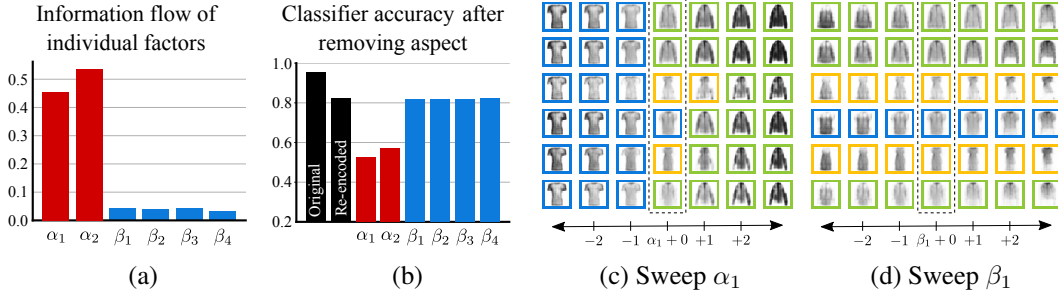 Information flow of
individual factors
0.5
0.4
0.3
0.2
0.1
0.0
α1 α2 β1 β2 β3 β4
(a)
Classifier accuracy after
removing aspect
1.0
0.8
0.6
0.4
0.2
Original
Re-encoded
α1 α2 β1 β2 β3 β4
(b)
-2 -1 α1 + 0 +1 +2
(c) Sweep α1
-2 -1 β1 + 0 +1 +2
(d) Sweep β1